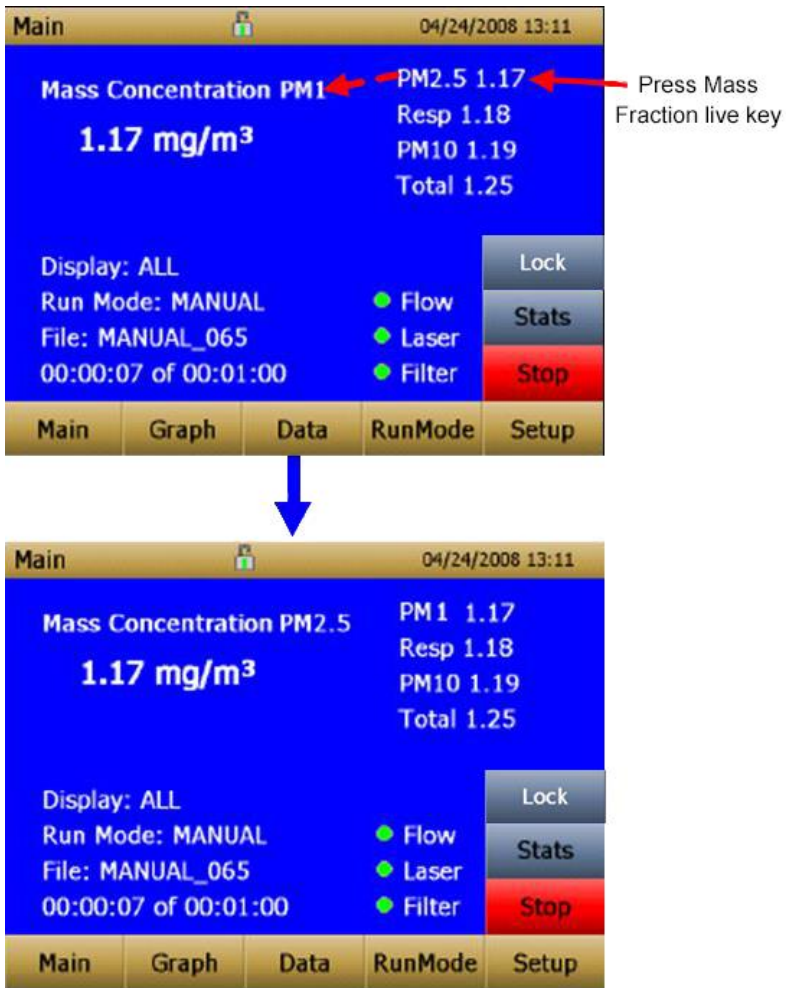 Main 04/24/2008 13:11
Mass Concentration PM1
1.17 mg/m³
PM2.5 1.17
Resp 1.18
PM10 1.19
Total 1.25
Press Mass
Fraction live key
Display: ALL
Run Mode: MANUAL
File: MANUAL_065
00:00:07 of 00:01:00
Flow
Laser
Filter
Lock
Stats
Stop
Main Graph Data RunMode Setup
Main 04/24/2008 13:11
Mass Concentration PM2.5
1.17 mg/m³
PM1 1.17
Resp 1.18
PM10 1.19
Total 1.25
Display: ALL
Run Mode: MANUAL
File: MANUAL_065
00:00:07 of 00:01:00
Flow
Laser
Filter
Lock
Stats
Stop
Main Graph Data RunMode Setup